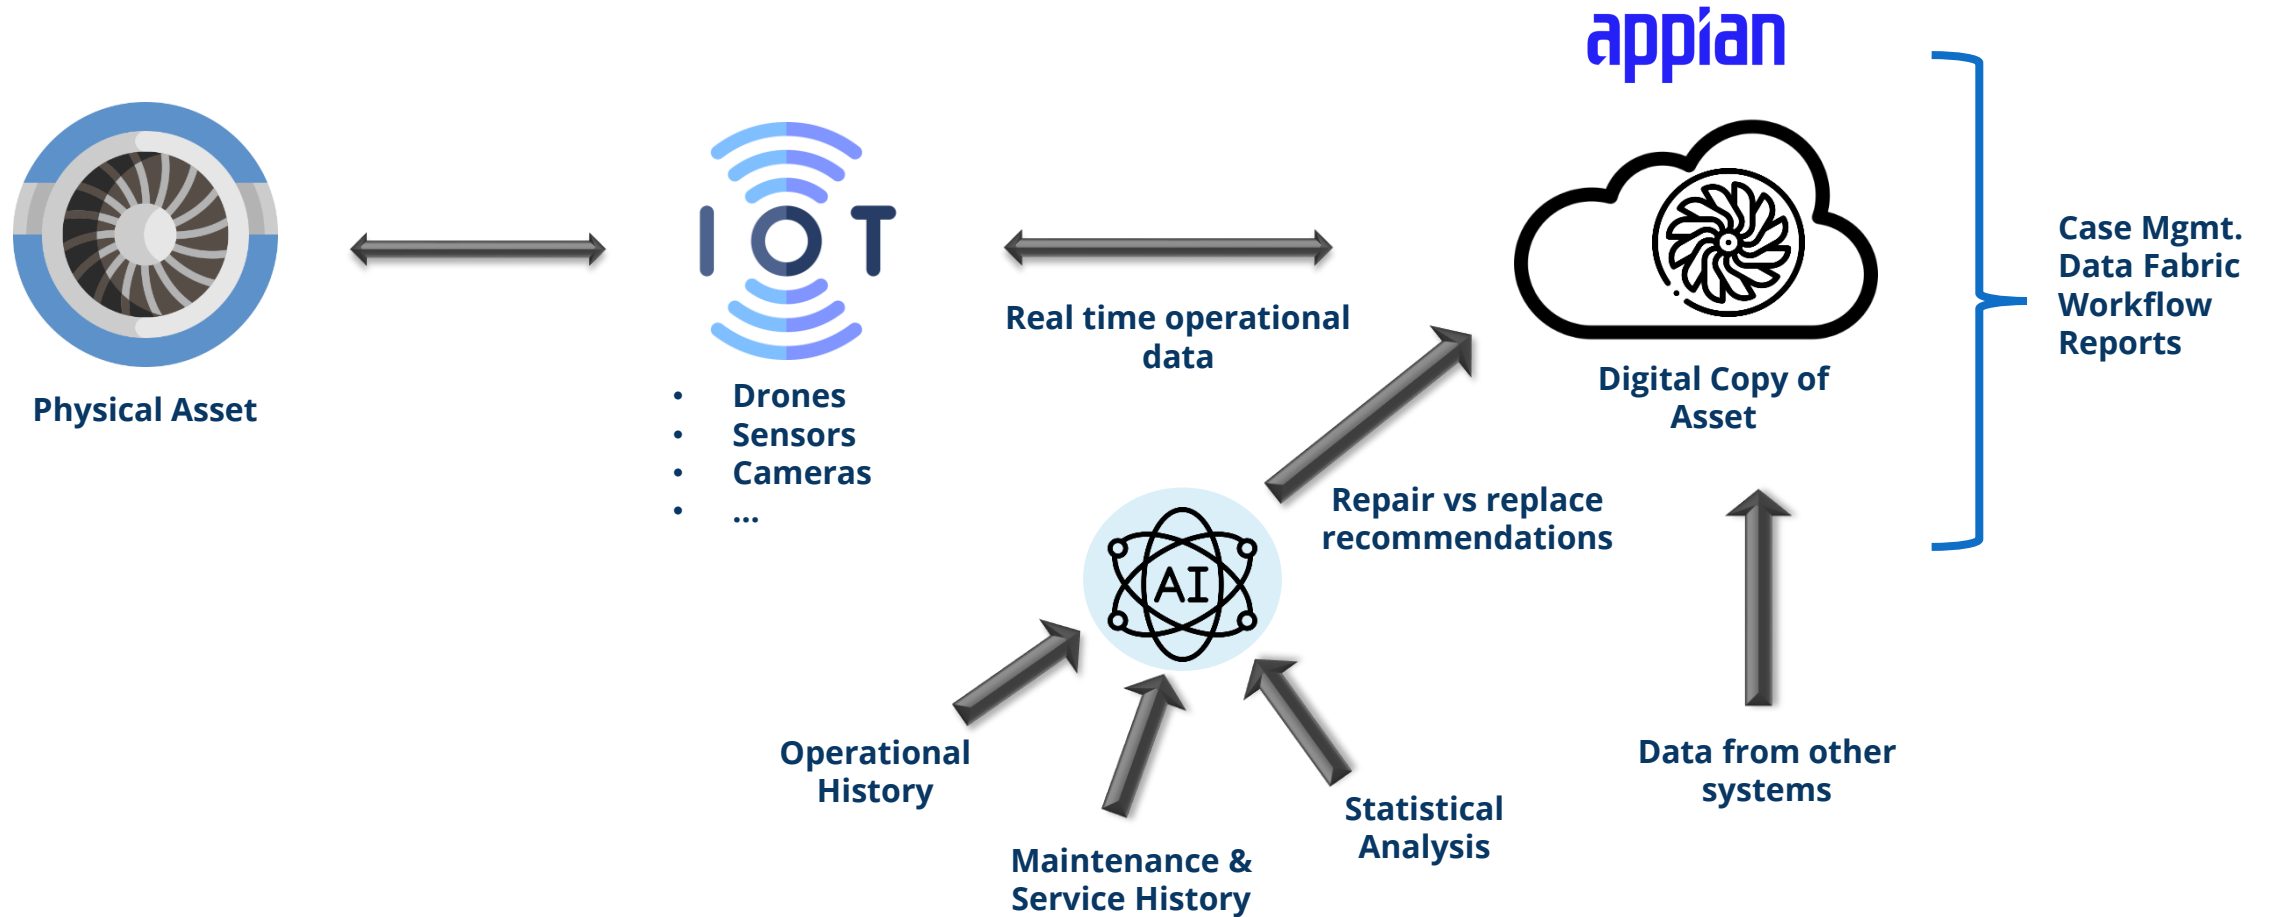 appian
Case Mgmt.
Data Fabric
Workflow
Reports
IOT
Real time operational
data
Physical Asset
• Drones
• Sensors
• Cameras
• ...
Digital Copy of
Asset
Repair vs replace
recommendations
AI
Operational
History
Maintenance &
Service History
Statistical
Analysis
Data from other
systems